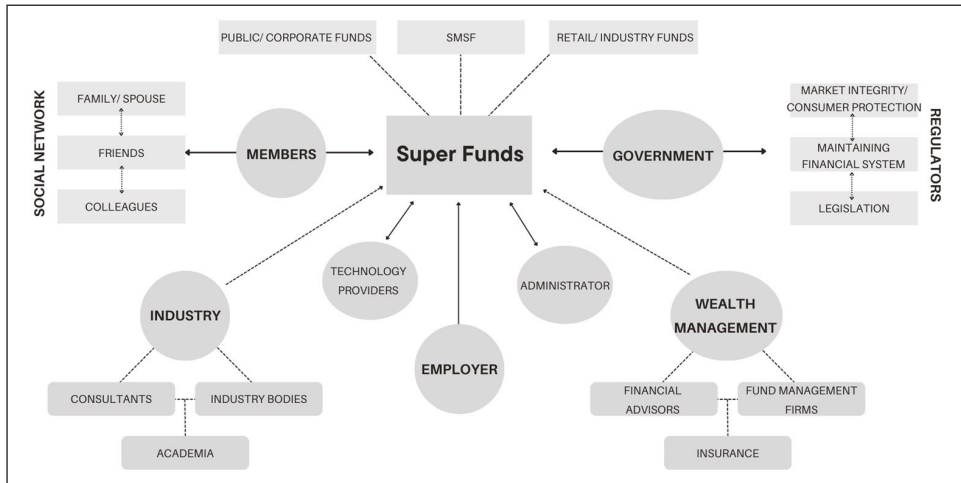 PUBLIC/ CORPORATE FUNDS
SMSF
RETAIL/ INDUSTRY FUNDS
SOCIAL NETWORK
FAMILY/ SPOUSE
FRIENDS
COLLEAGUES
MEMBERS
Super Funds
GOVERNMENT
MARKET INTEGRITY/
CONSUMER PROTECTION
MAINTAINING
FINANCIAL SYSTEM
LEGISLATION
REGULATORS
TECHNOLOGY
PROVIDERS
ADMINISTRATOR
INDUSTRY
EMPLOYER
WEALTH
MANAGEMENT
CONSULTANTS
INDUSTRY BODIES
ACADEMIA
FINANCIAL
ADVISORS
FUND MANAGEMENT
FIRMS
INSURANCE